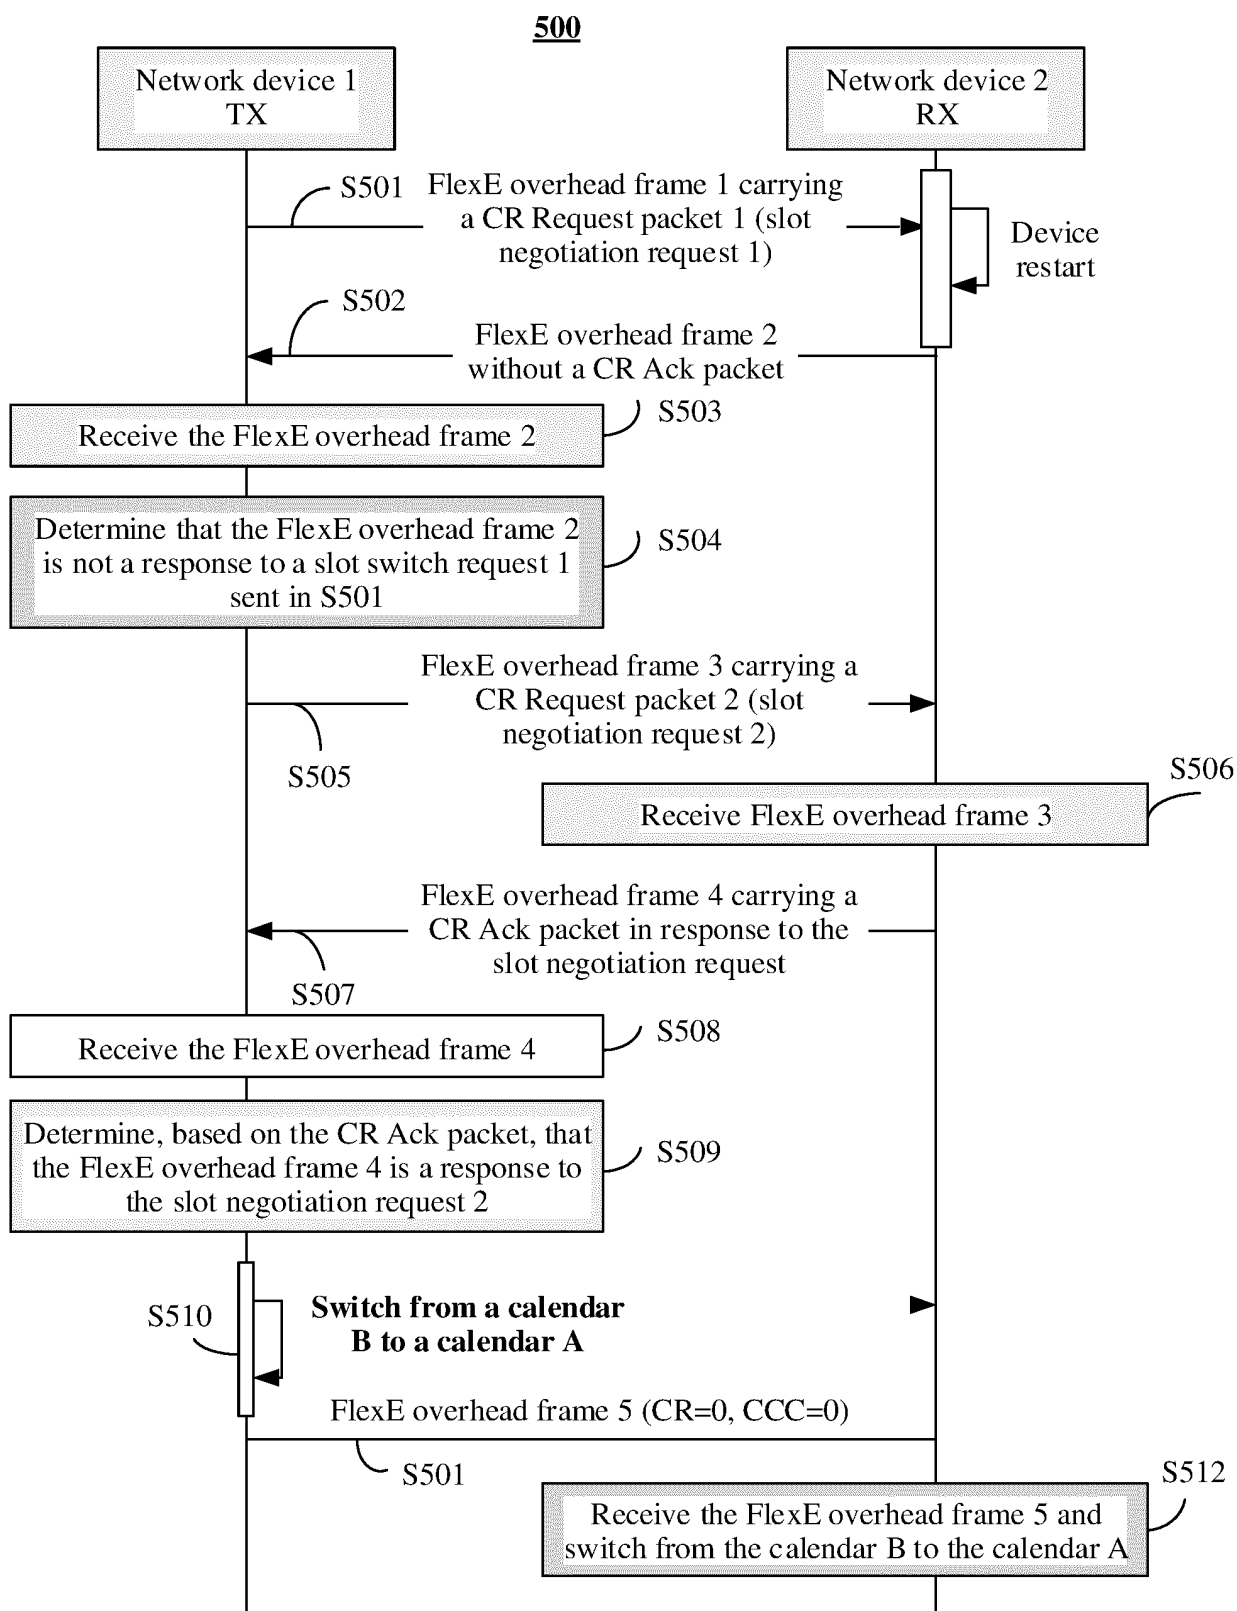 500
Network device 1
TX
Network device 2
RX
S501
FlexE overhead frame 1 carrying
a CR Request packet 1 (slot
negotiation request 1)
Device
restart
S502
FlexE overhead frame 2
without a CR Ack packet
S503
Receive the FlexE overhead frame 2
Determine that the FlexE overhead frame 2
is not a response to a slot switch request 1
sent in S501
S504
FlexE overhead frame 3 carrying a
CR Request packet 2 (slot
negotiation request 2)
S505
S506
Receive FlexE overhead frame 3
FlexE overhead frame 4 carrying a
CR Ack packet in response to the
slot negotiation request
S507
S508
Receive the FlexE overhead frame 4
Determine, based on the CR Ack packet, that
the FlexE overhead frame 4 is a response to
the slot negotiation request 2
S509
S510
Switch from a calendar
B to a calendar A
FlexE overhead frame 5 (CR=0, CCC=0)
S501
S512
Receive the FlexE overhead frame 5 and
switch from the calendar B to the calendar A